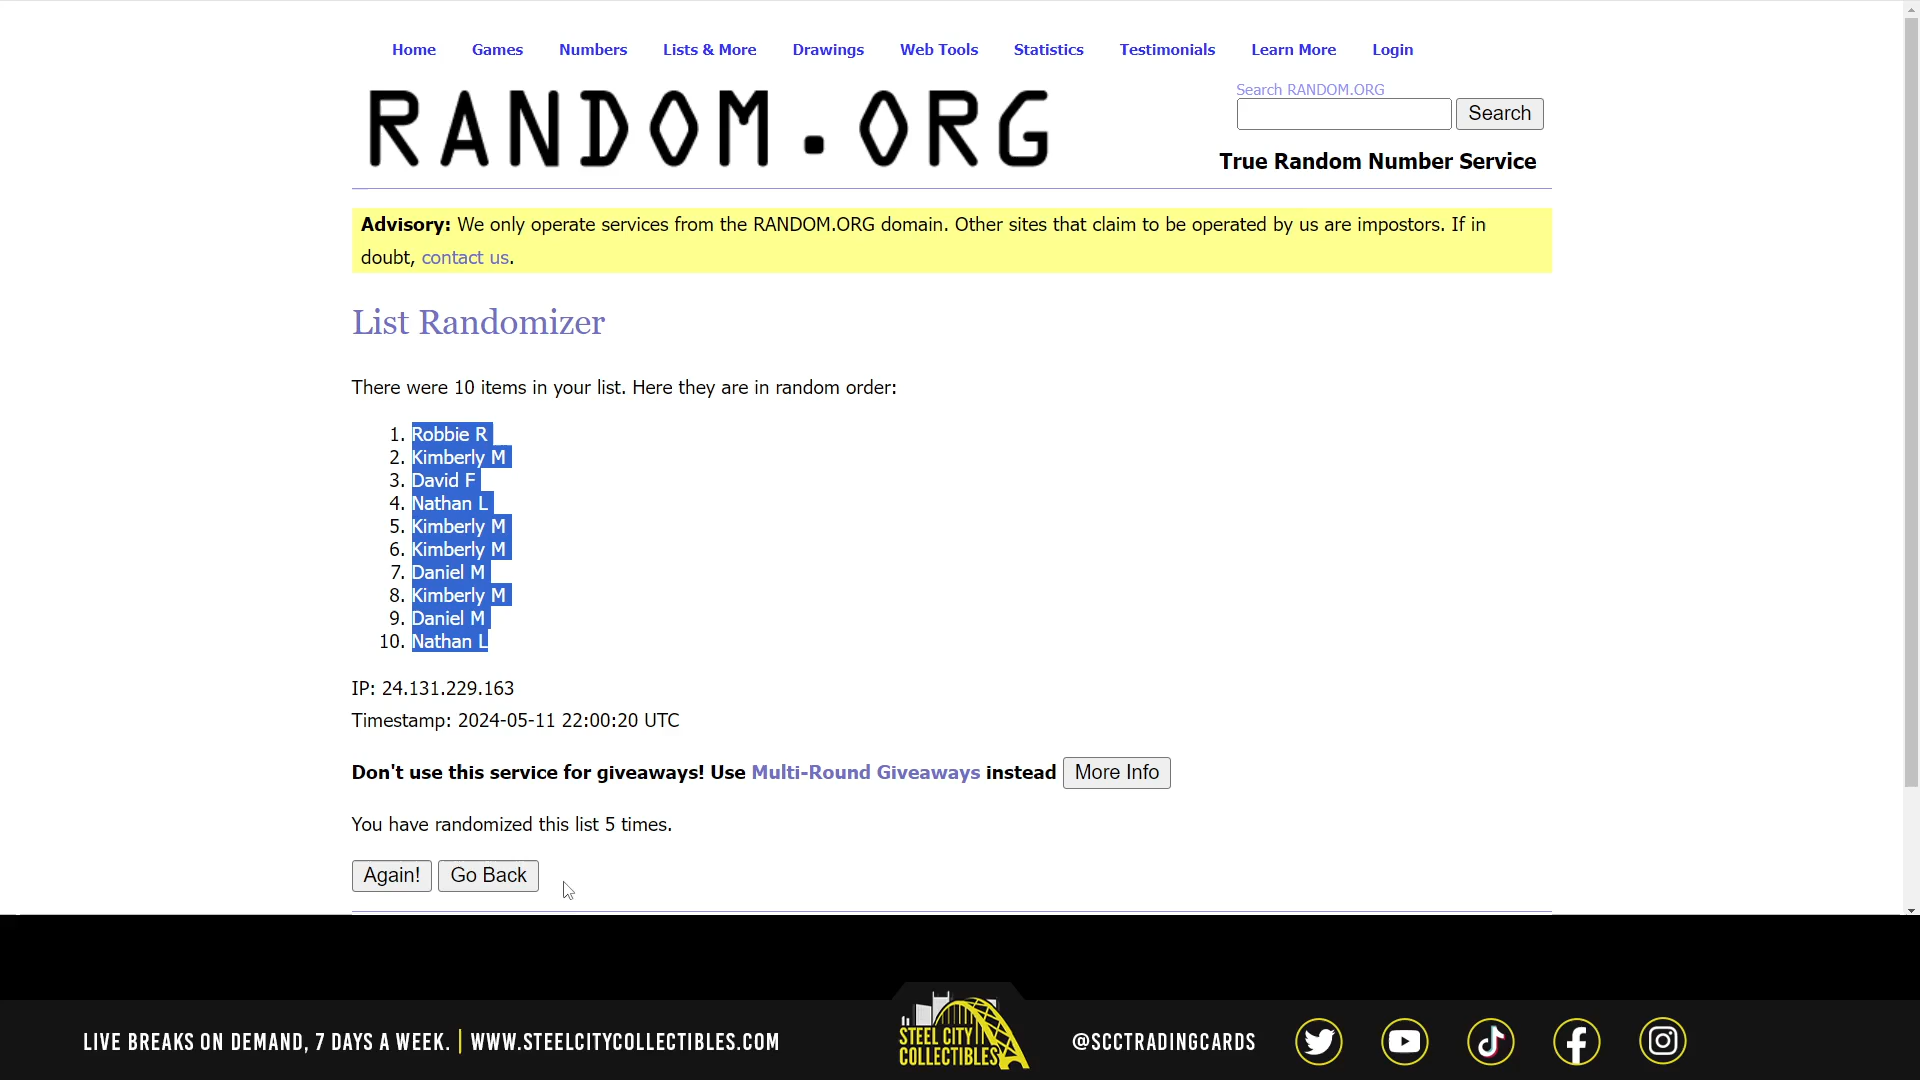 Home Games Numbers Lists & More Drawings Web Tools Statistics Testimonials Learn More Login
RANDOM.ORG
Search RANDOM.ORG
Search
True Random Number Service
Advisory: We only operate services from the RANDOM.ORG domain. Other sites that claim to be operated by us are impostors. If in
doubt, contact us.
List Randomizer
There were 10 items in your list. Here they are in random order:
1. Robbie R
2. Kimberly M
3. David F
4. Nathan L
5. Kimberly M
6. Kimberly M
7. Daniel M
8. Kimberly M
9. Daniel M
10. Nathan L
IP: 24.131.229.163
Timestamp: 2024-05-11 22:00:20 UTC
Don't use this service for giveaways! Use Multi-Round Giveaways instead More Info
You have randomized this list 5 times.
Again! Go Back
LIVE BREAKS ON DEMAND, 7 DAYS A WEEK. | WWW.STEELCITYCOLLECTIBLES.COM
STEEL CITY
COLLECTIBLES
@SCCTRADINGCARDS